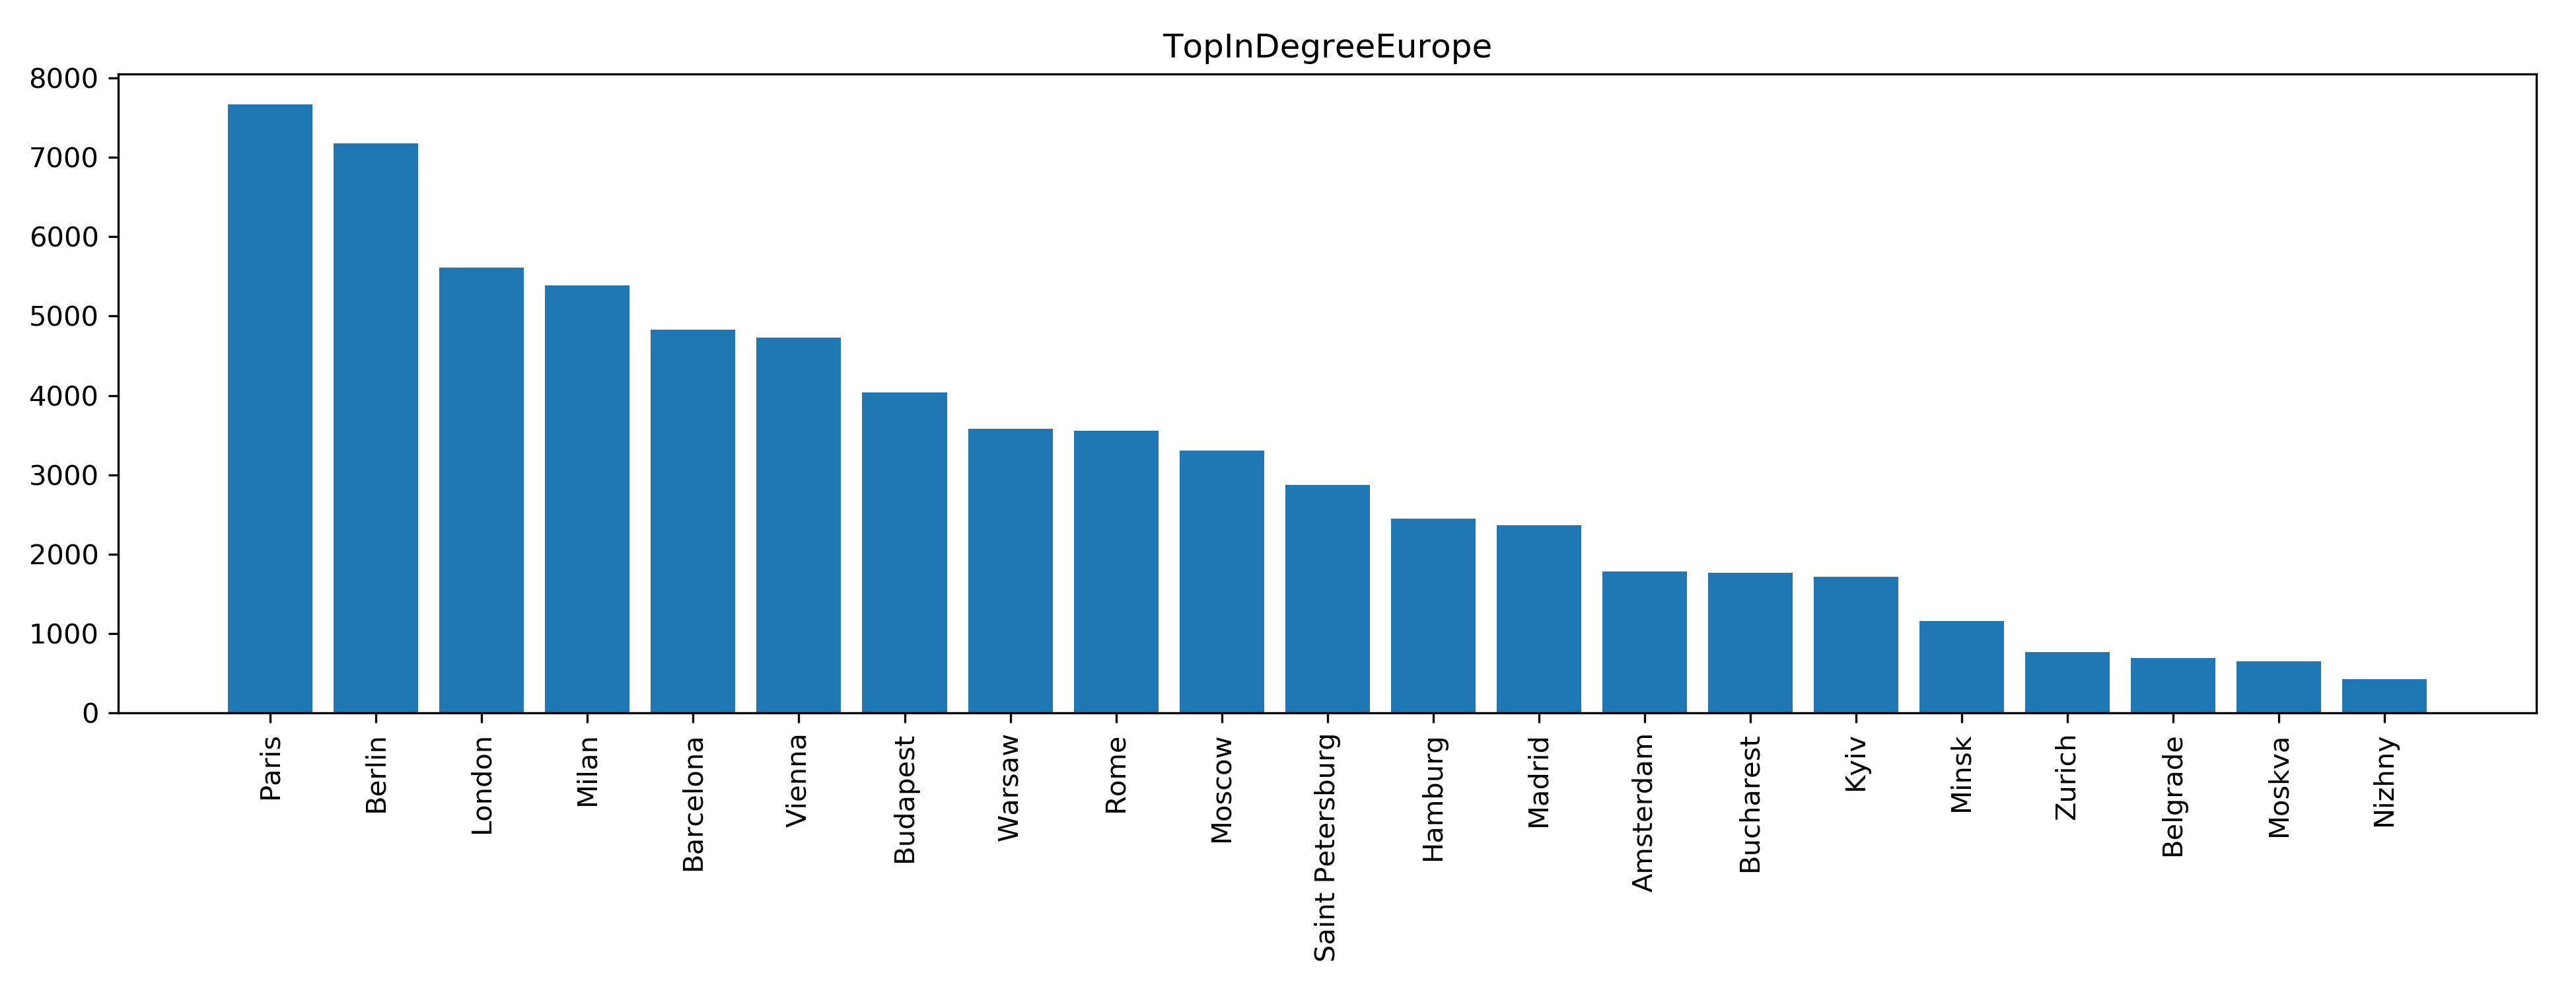 TopInDegreeEurope
8000
7000
6000
5000
4000
3000
2000
1000
0
Paris
Berlin
London
Milan
Barcelona
Vienna
Budapest
Warsaw
Rome
Moscow
Saint Petersburg
Hamburg
Madrid
Amsterdam
Bucharest
Kyiv
Minsk
Zurich
Belgrade
Moskva
Nizhny